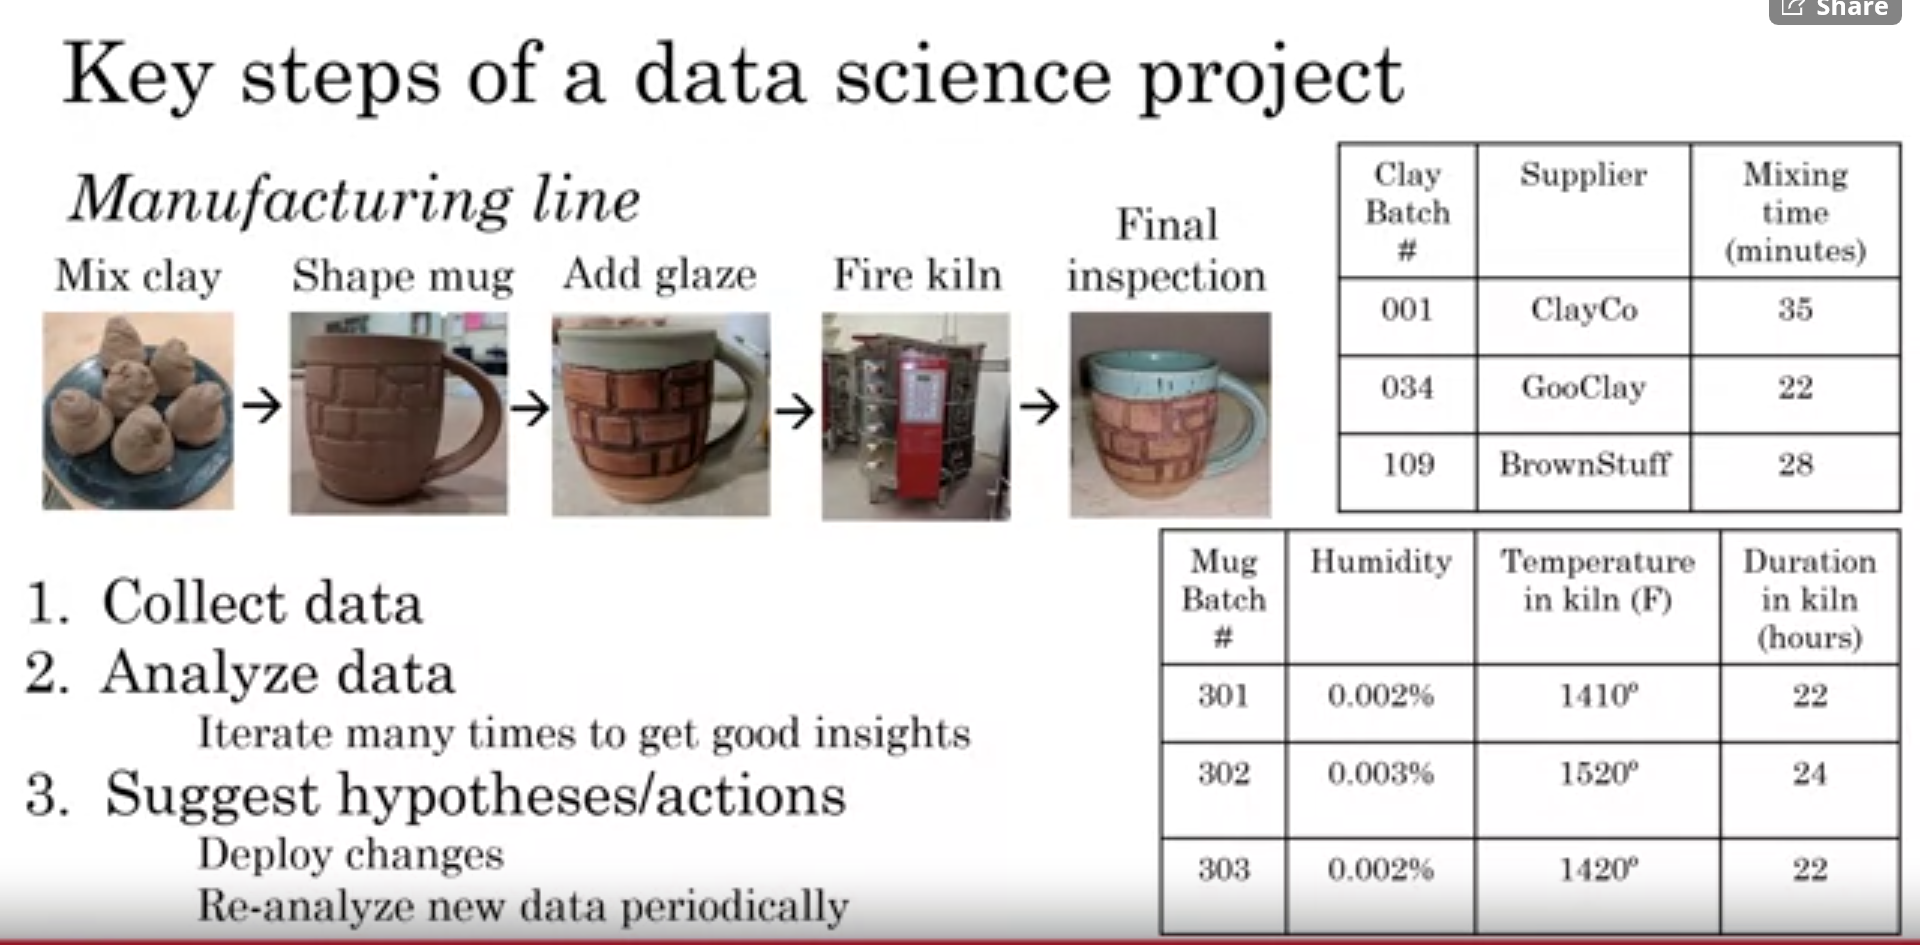 Share
Key steps of a data science project
Manufacturing line
Mix clay
Shape mug
Add glaze
Fire kiln
Final
inspection
Clay Batch # Supplier Mixing time (minutes)
001 ClayCo 35
034 GooClay 22
109 BrownStuff 28
1. Collect data
2. Analyze data
Iterate many times to get good insights
3. Suggest hypotheses/actions
Deploy changes
Re-analyze new data periodically
Mug Batch # Humidity Temperature in kiln (F) Duration in kiln (hours)
301 0.002% 1410° 22
302 0.003% 1520° 24
303 0.002% 1420° 22